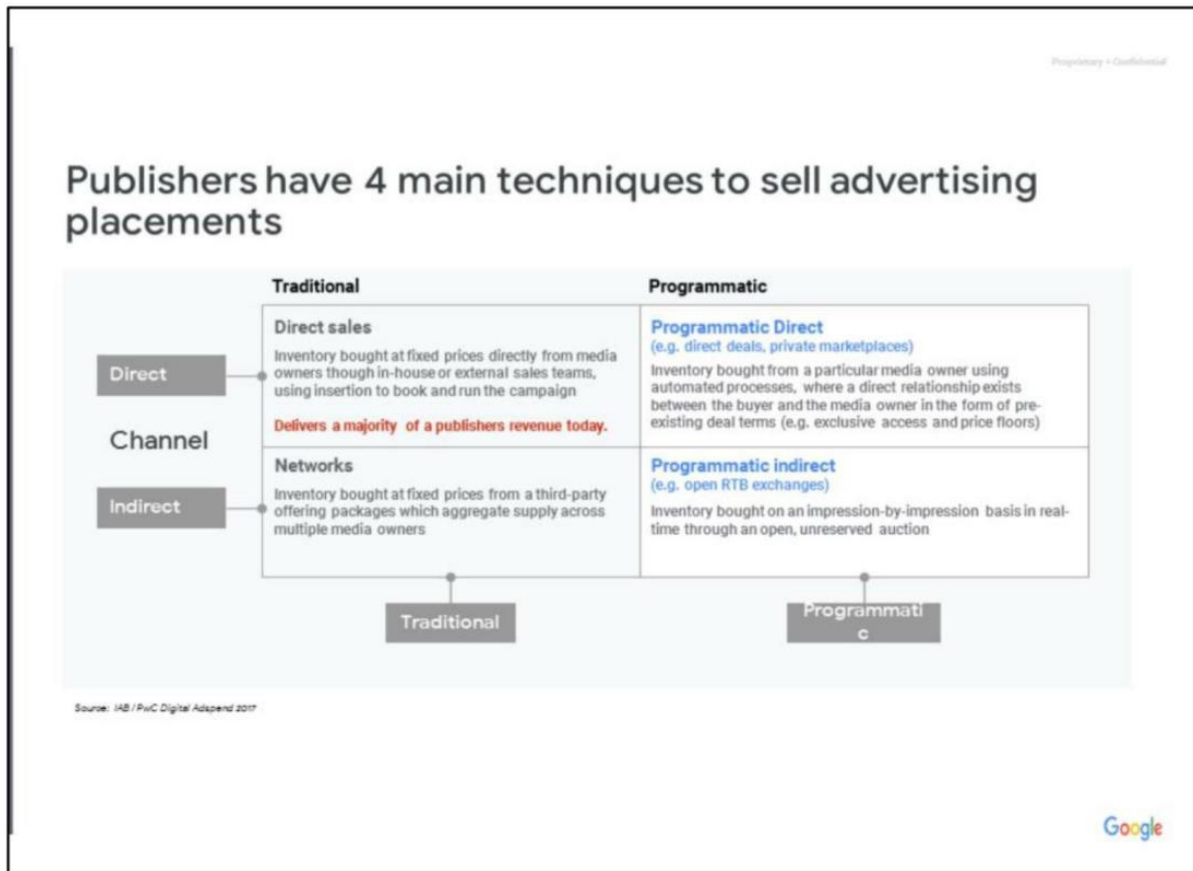 Proprietary + Confidential
Publishers have 4 main techniques to sell advertising
placements
Traditional
Programmatic
Direct
Channel
Indirect
Direct sales
Inventory bought at fixed prices directly from media
owners though in-house or external sales teams,
using insertion to book and run the campaign
Delivers a majority of a publishers revenue today.
Programmatic Direct
(e.g. direct deals, private marketplaces)
Inventory bought from a particular media owner using
automated processes, where a direct relationship exists
between the buyer and the media owner in the form of pre-
existing deal terms (e.g. exclusive access and price floors)
Networks
Inventory bought at fixed prices from a third-party
offering packages which aggregate supply across
multiple media owners
Programmatic indirect
(e.g. open RTB exchanges)
Inventory bought on an impression-by-impression basis in real-
time through an open, unreserved auction
Traditional
Programmati
c
Source: IAB / PwC Digital Adspend 2017
Google